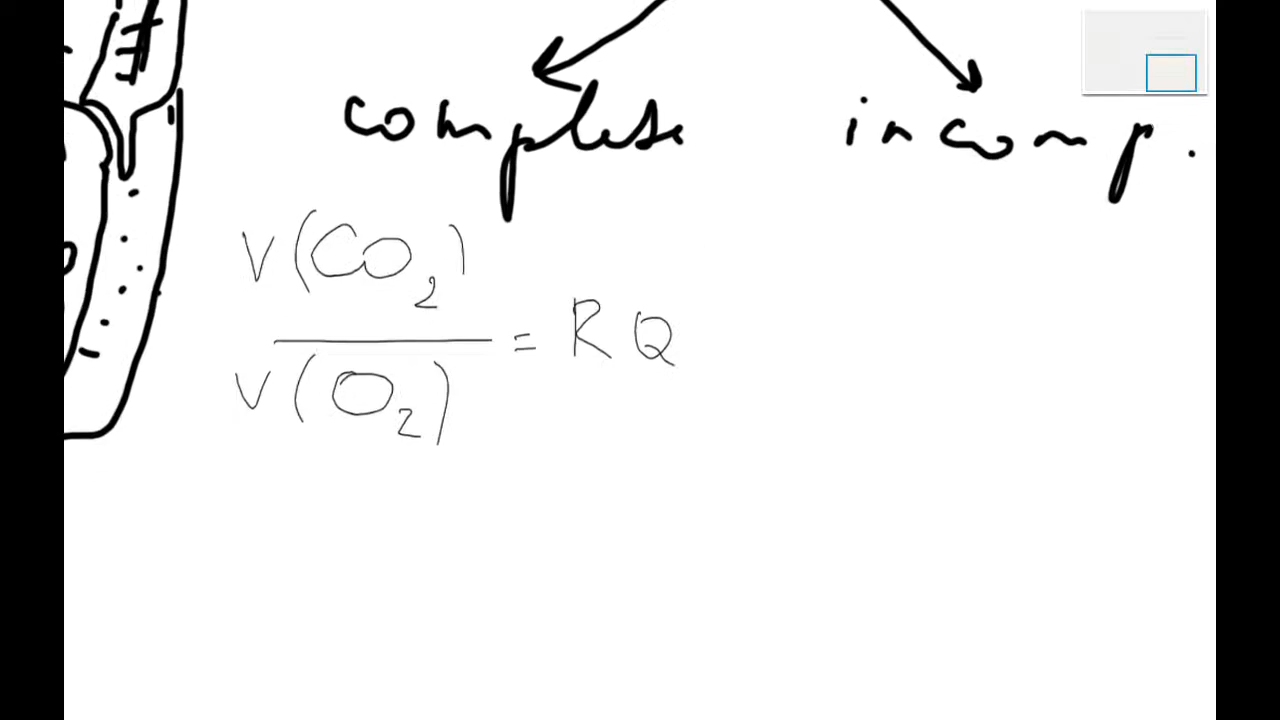 complete incomp.
V(CO₂)
= RQ
V(O₂)